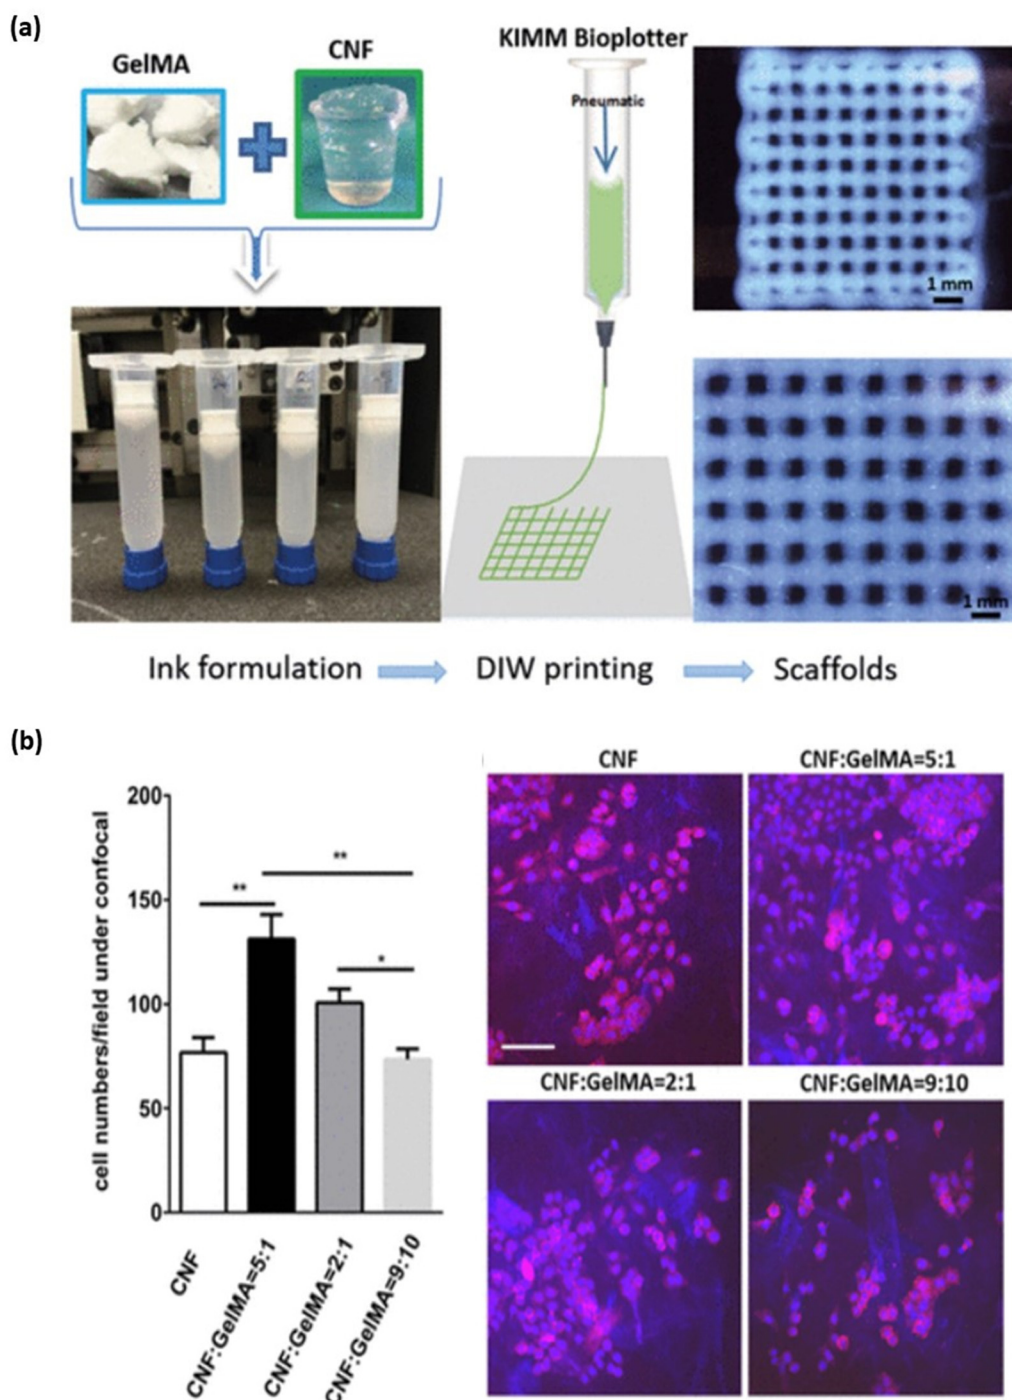 (a)
GelMA
CNF
KIMM Bioplotter
Pneumatic
1 mm
1 mm
Ink formulation
DIW printing
Scaffolds
(b)
cell numbers/field under confocal
200
150
100
50
0
**
**
*
CNF
CNF:GelMA=5:1
CNF:GelMA=2:1
CNF:GelMA=9:10
CNF
CNF:GelMA=5:1
CNF:GelMA=2:1
CNF:GelMA=9:10